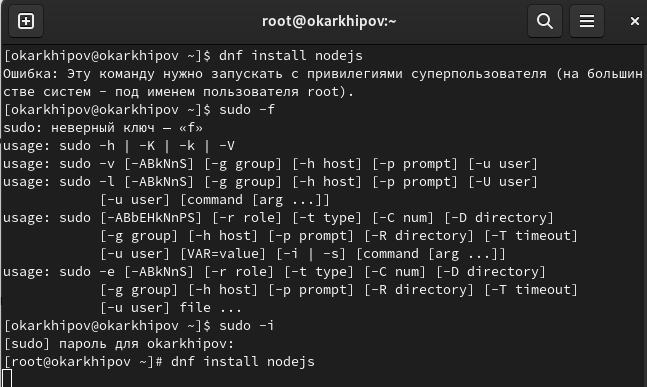 root@okarkhipov:~
[okarkhipov@okarkhipov ~]$ dnf install nodejs
Ошибка: Эту команду нужно запускать с привилегиями суперпользователя (на большин
стве систем - под именем пользователя root).
[okarkhipov@okarkhipov ~]$ sudo -f
sudo: неверный ключ — «f»
usage: sudo -h | -K | -k | -V
usage: sudo -v [-ABkNnS] [-g group] [-h host] [-p prompt] [-u user]
usage: sudo -l [-ABkNnS] [-g group] [-h host] [-p prompt] [-U user]
            [-u user] [command [arg ...]]
usage: sudo [-ABbEHkNnPS] [-r role] [-t type] [-C num] [-D directory]
            [-g group] [-h host] [-p prompt] [-R directory] [-T timeout]
            [-u user] [VAR=value] [-i | -s] [command [arg ...]]
usage: sudo -e [-ABkNnS] [-r role] [-t type] [-C num] [-D directory]
            [-g group] [-h host] [-p prompt] [-R directory] [-T timeout]
            [-u user] file ...
[okarkhipov@okarkhipov ~]$ sudo -i
[sudo] пароль для okarkhipov:
[root@okarkhipov ~]# dnf install nodejs